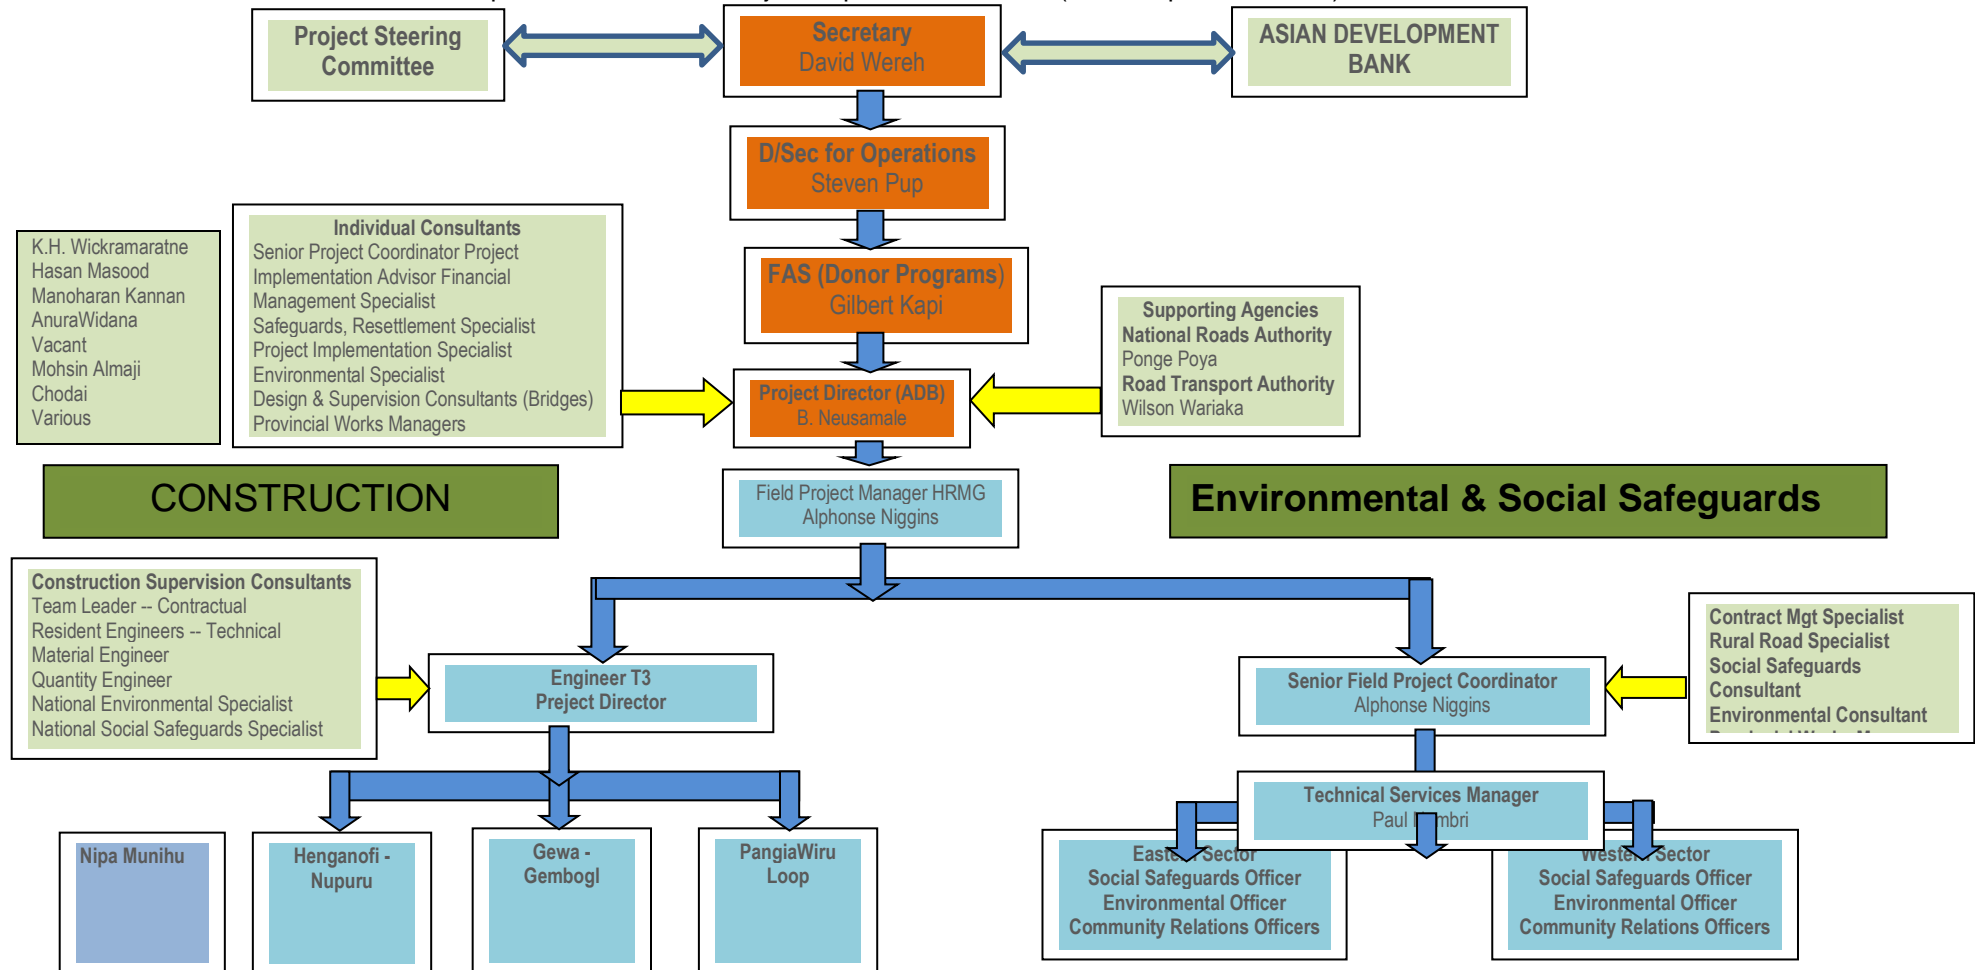 Project Steering
Committee
Secretary
David Wereh
ASIAN DEVELOPMENT
BANK
D/Sec for Operations
Steven Pup
K.H. Wickramaratne
Hasan Masood
Manoharan Kannan
AnuraWidana
Vacant
Mohsin Almaji
Chodai
Various
Individual Consultants
Senior Project Coordinator Project
Implementation Advisor Financial
Management Specialist
Safeguards, Resettlement Specialist
Project Implementation Specialist
Environmental Specialist
Design & Supervision Consultants (Bridges)
Provincial Works Managers
FAS (Donor Programs)
Gilbert Kapi
Supporting Agencies
National Roads Authority
Ponge Poya
Road Transport Authority
Wilson Wariaka
Project Director (ADB)
B. Neusamale
CONSTRUCTION
Field Project Manager HRMG
Alphonse Niggins
Environmental & Social Safeguards
Construction Supervision Consultants
Team Leader -- Contractual
Resident Engineers -- Technical
Material Engineer
Quantity Engineer
National Environmental Specialist
National Social Safeguards Specialist
Engineer T3
Preject Director
Senior Field Project Coordinator
Alphonse Niggins
Contract Mgt Specialist
Rural Road Specialist
Social Safeguards
Consultant
Environmental Consultant
Technical Services Manager
Paul
Nipa Munihu
Henganofi -
Nupuru
Gewa -
Gembogl
PangiaWiru
Loop
Eastern Sector
Social Safeguards Officer
Environmental Officer
Community Relations Officers
Western Sector
Social Safeguards Officer
Environmental Officer
Community Relations Officers